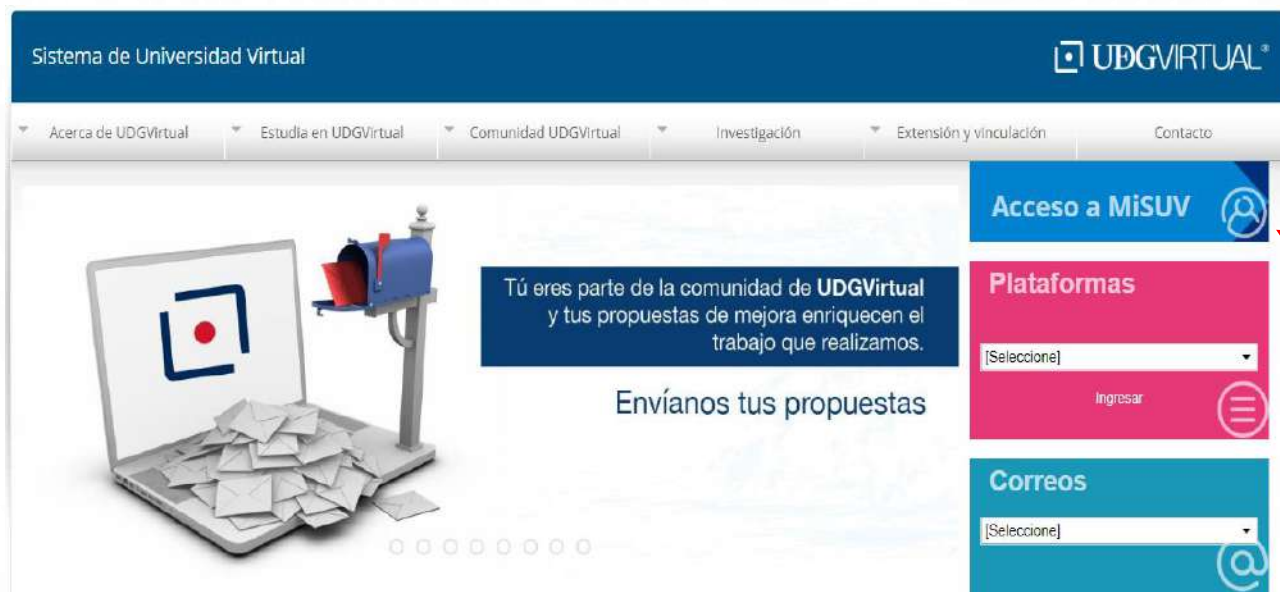 Sistema de Universidad Virtual
UDGVIRTUAL®
Acerca de UDGVirtual
Estudia en UDGVirtual
Comunidad UDGVirtual
Investigación
Extensión y vinculación
Contacto
Tú eres parte de la comunidad de UDGVirtual
y tus propuestas de mejora enriquecen el
trabajo que realizamos.
Envíanos tus propuestas
Acceso a MiSUV
Plataformas
[Seleccione]
Ingresar
Correos
[Seleccione]
@